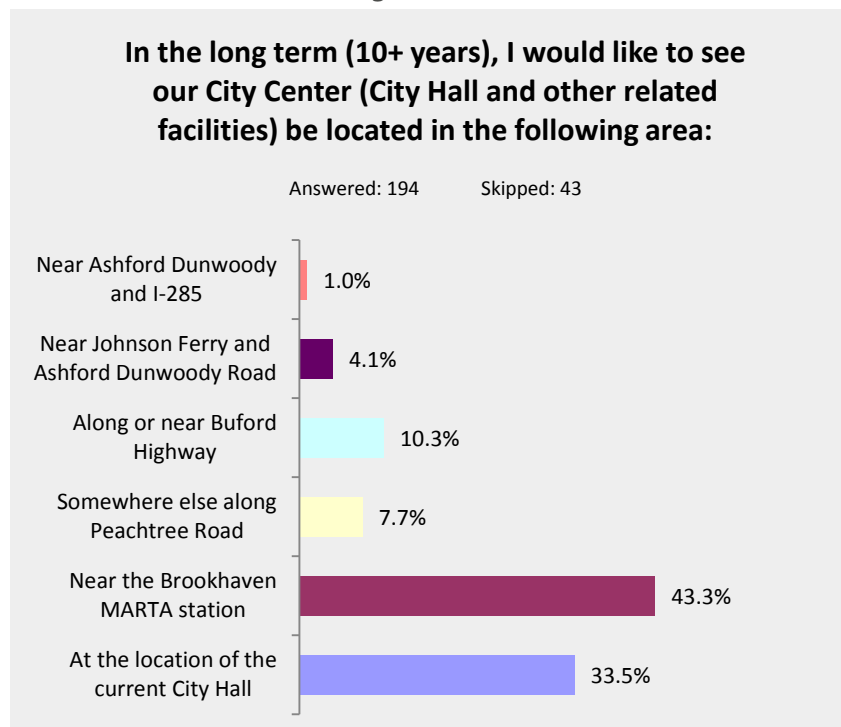 In the long term (10+ years), I would like to see
our City Center (City Hall and other related
facilities) be located in the following area:
Answered: 194 Skipped: 43
Near Ashford Dunwoody
and I-285
1.0%
Near Johnson Ferry and
Ashford Dunwoody Road
4.1%
Along or near Buford
Highway
10.3%
Somewhere else along
Peachtree Road
7.7%
Near the Brookhaven
MARTA station
43.3%
At the location of the
current City Hall
33.5%